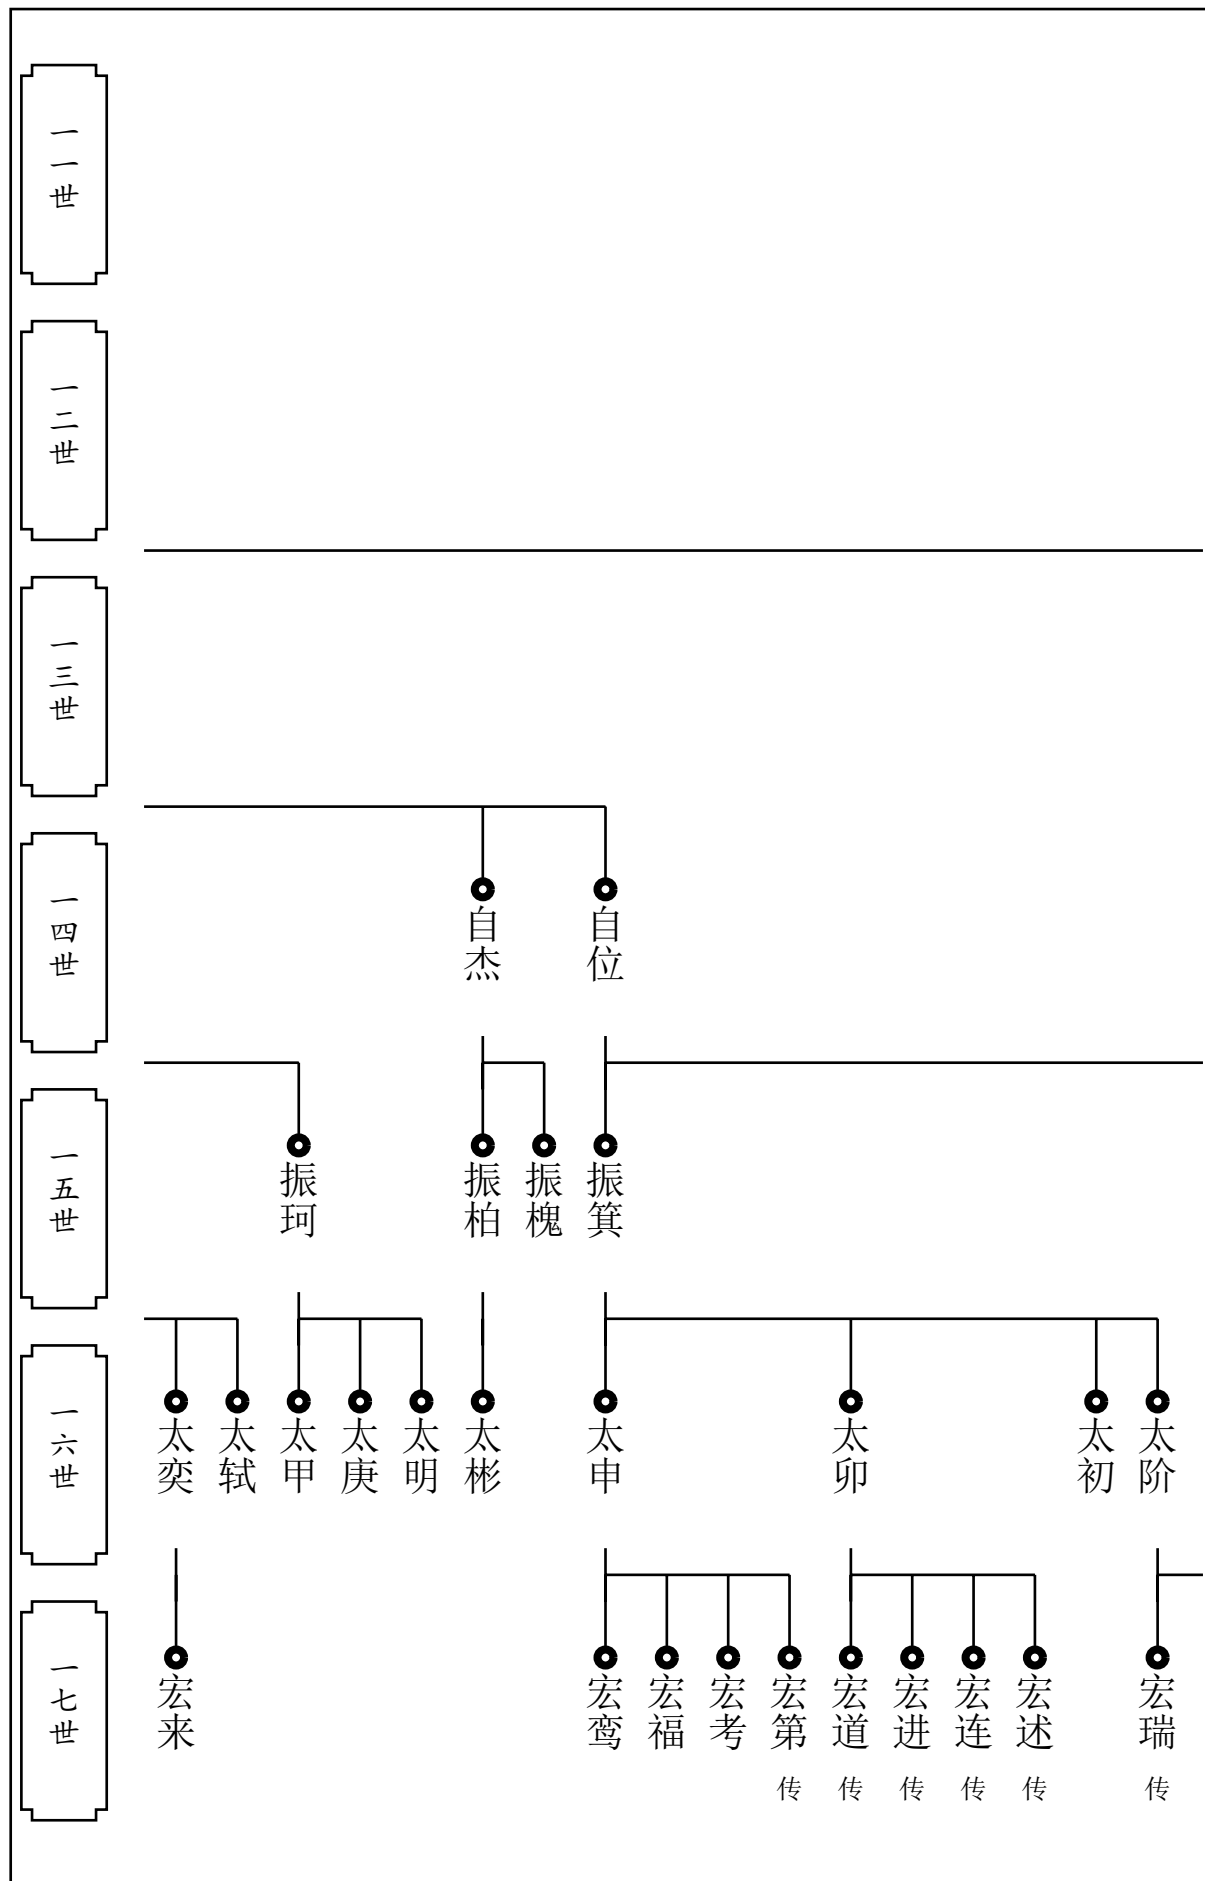 一一世
一二世
一三世
一四世
自杰
自位
一五世
振珂
振柏
振槐
振箕
一六世
太奕
太轼
太甲
太庚
太明
太彬
太申
太卯
太初
太阶
一七世
宏来
宏鸾
宏福
宏考
宏第
传
宏道
传
宏进
传
宏连
传
宏述
传
宏瑞
传